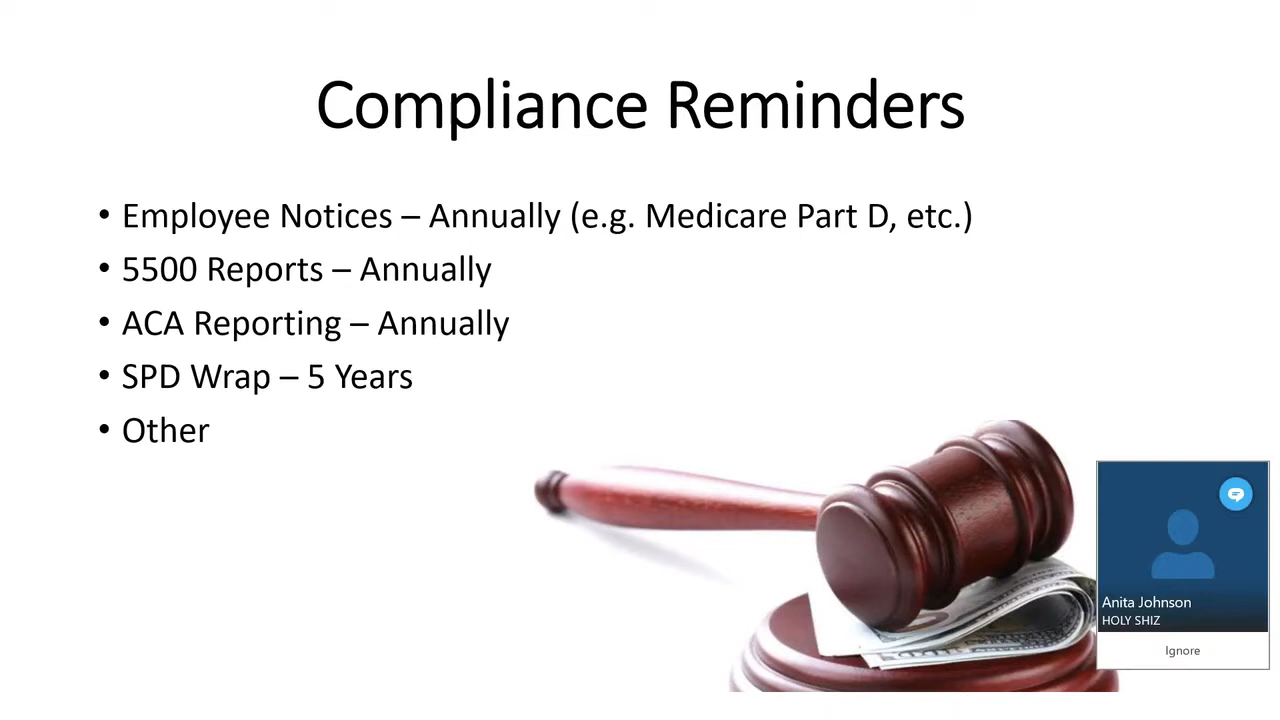 Compliance Reminders
• Employee Notices – Annually (e.g. Medicare Part D, etc.)
• 5500 Reports – Annually
• ACA Reporting – Annually
• SPD Wrap – 5 Years
• Other
Anita Johnson
HOLY SHIZ
Ignore